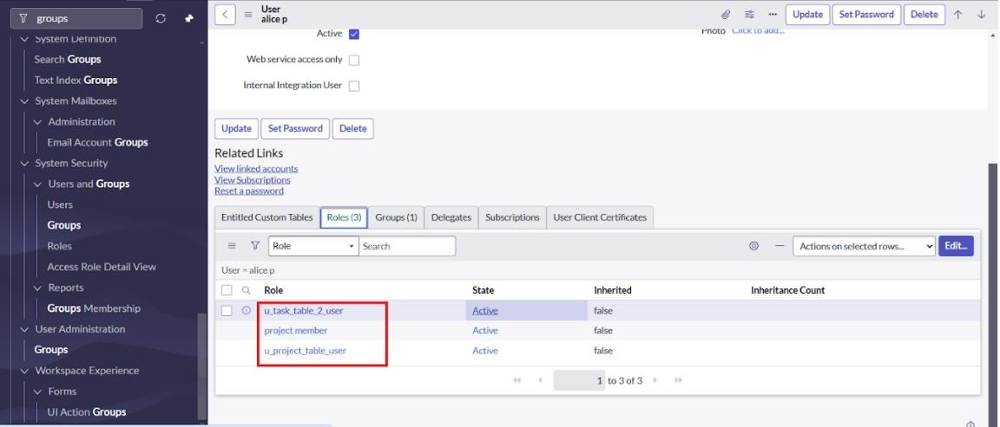 groups
System Definition
Search Groups
Text Index Groups
System Mailboxes
Administration
Email Account Groups
System Security
Users and Groups
Users
Groups
Roles
Access Role Detail View
Reports
Groups Membership
User Administration
Groups
Workspace Experience
Forms
UI Action Groups
User
alice p
Update Set Password Delete
Active
Photo Click to add...
Web service access only
Internal Integration User
Update Set Password Delete
Related Links
View linked accounts
View Subscriptions
Reset a password
Entitled Custom Tables Roles (3) Groups (1) Delegates Subscriptions User Client Certificates
Role Search Actions on selected rows... Edit...
User = alice p
Role State Inherited Inheritance Count
u_task_table_2_user Active false
project member Active false
u_project_table_user Active false
1 to 3 of 3